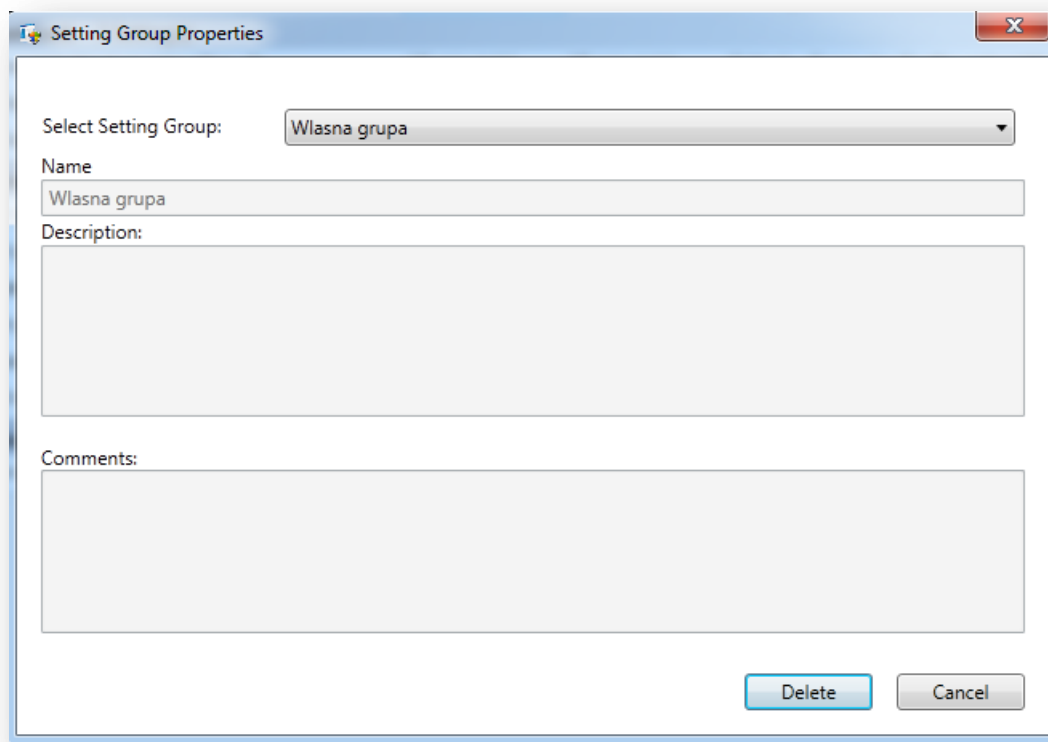 Setting Group Properties
Select Setting Group: Wlasna grupa
Name
Wlasna grupa
Description:
Comments:
Delete Cancel